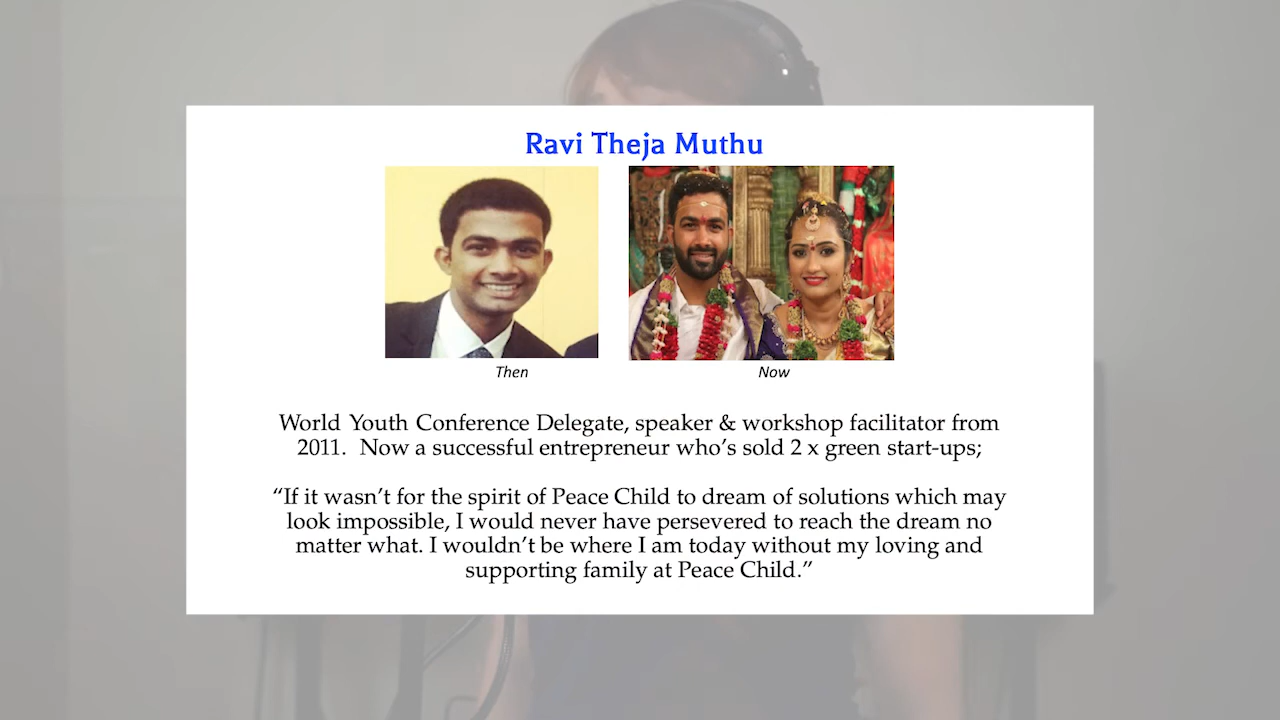 Ravi Theja Muthu
Then
Now
World Youth Conference Delegate, speaker & workshop facilitator from
2011.  Now a successful entrepreneur who’s sold 2 x green start-ups;
“If it wasn’t for the spirit of Peace Child to dream of solutions which may
look impossible, I would never have persevered to reach the dream no
matter what. I wouldn’t be where I am today without my loving and
supporting family at Peace Child.”